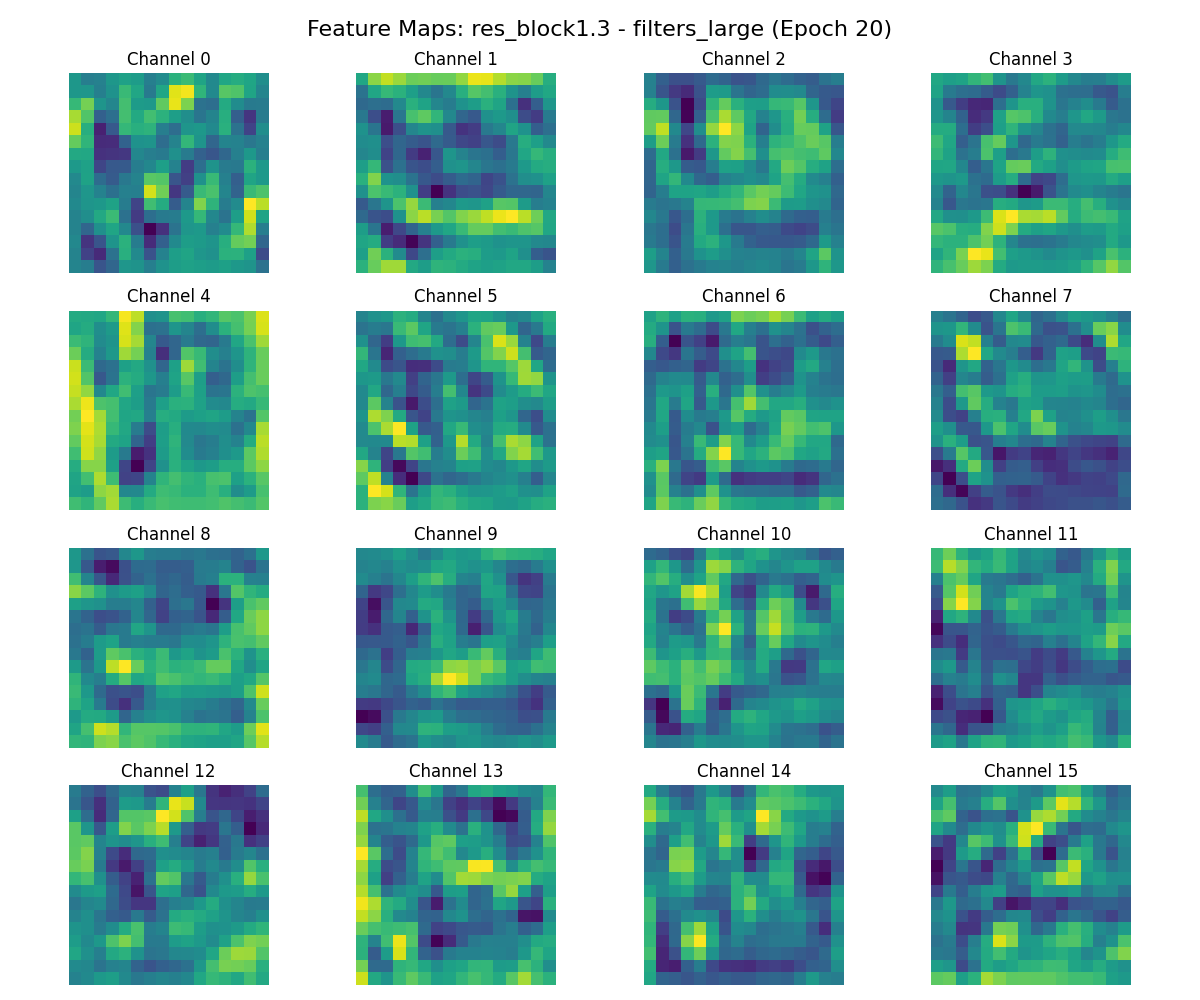 Feature Maps: res_block1.3 - filters_large (Epoch 20)
Channel 0 Channel 1 Channel 2 Channel 3
Channel 4 Channel 5 Channel 6 Channel 7
Channel 8 Channel 9 Channel 10 Channel 11
Channel 12 Channel 13 Channel 14 Channel 15